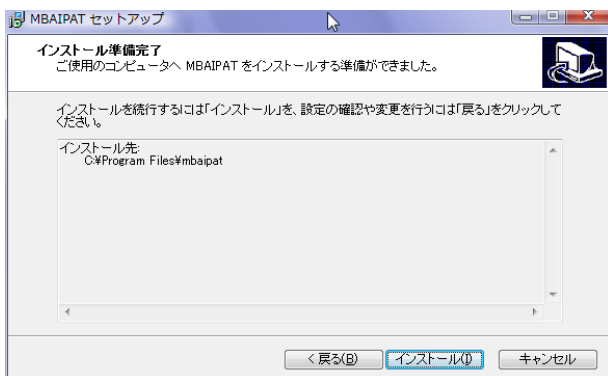 MBAIPAT セットアップ
インストール準備完了
ご使用のコンピュータへ MBAIPAT をインストールする準備ができました。
インストールを続行するには「インストール」を、設定の確認や変更を行うには「戻る」をクリックして
ください。
インストール先:
C:¥Program Files¥mbaipat
< 戻る(B)
インストール(I)
キャンセル